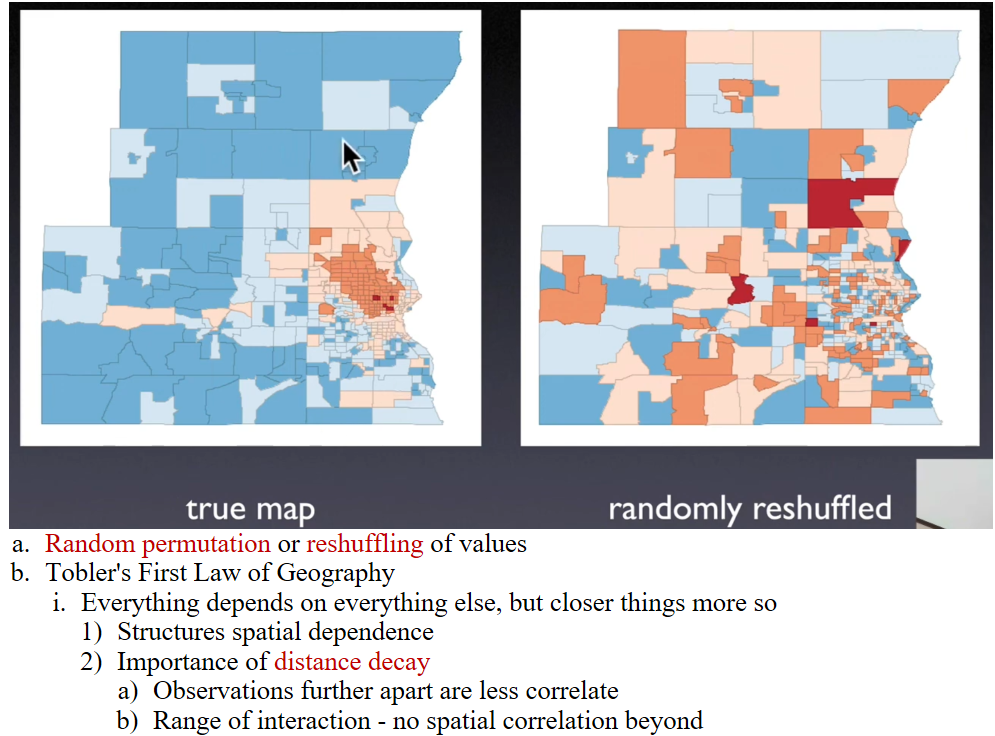 true map
randomly reshuffled
a. Random permutation or reshuffling of values
b. Tobler's First Law of Geography
i. Everything depends on everything else, but closer things more so
1) Structures spatial dependence
2) Importance of distance decay
a) Observations further apart are less correlate
b) Range of interaction - no spatial correlation beyond